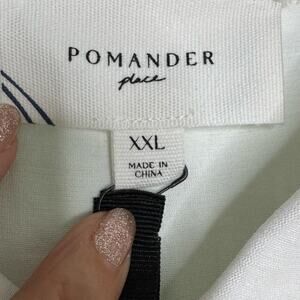 POMANDER
place
XXL
MADE IN
CHINA